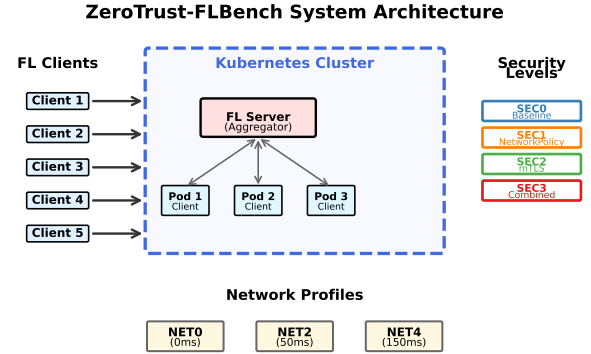 ZeroTrust-FLBench System Architecture
FL Clients
Client 1
Client 2
Client 3
Client 4
Client 5
Kubernetes Cluster
FL Server
(Aggregator)
Pod 1
Client
Pod 2
Client
Pod 3
Client
Security
Levels
SEC0
Baseline
SEC1
NetworkPolicy
SEC2
mTLS
SEC3
Combined
Network Profiles
NET0
(0ms)
NET2
(50ms)
NET4
(150ms)